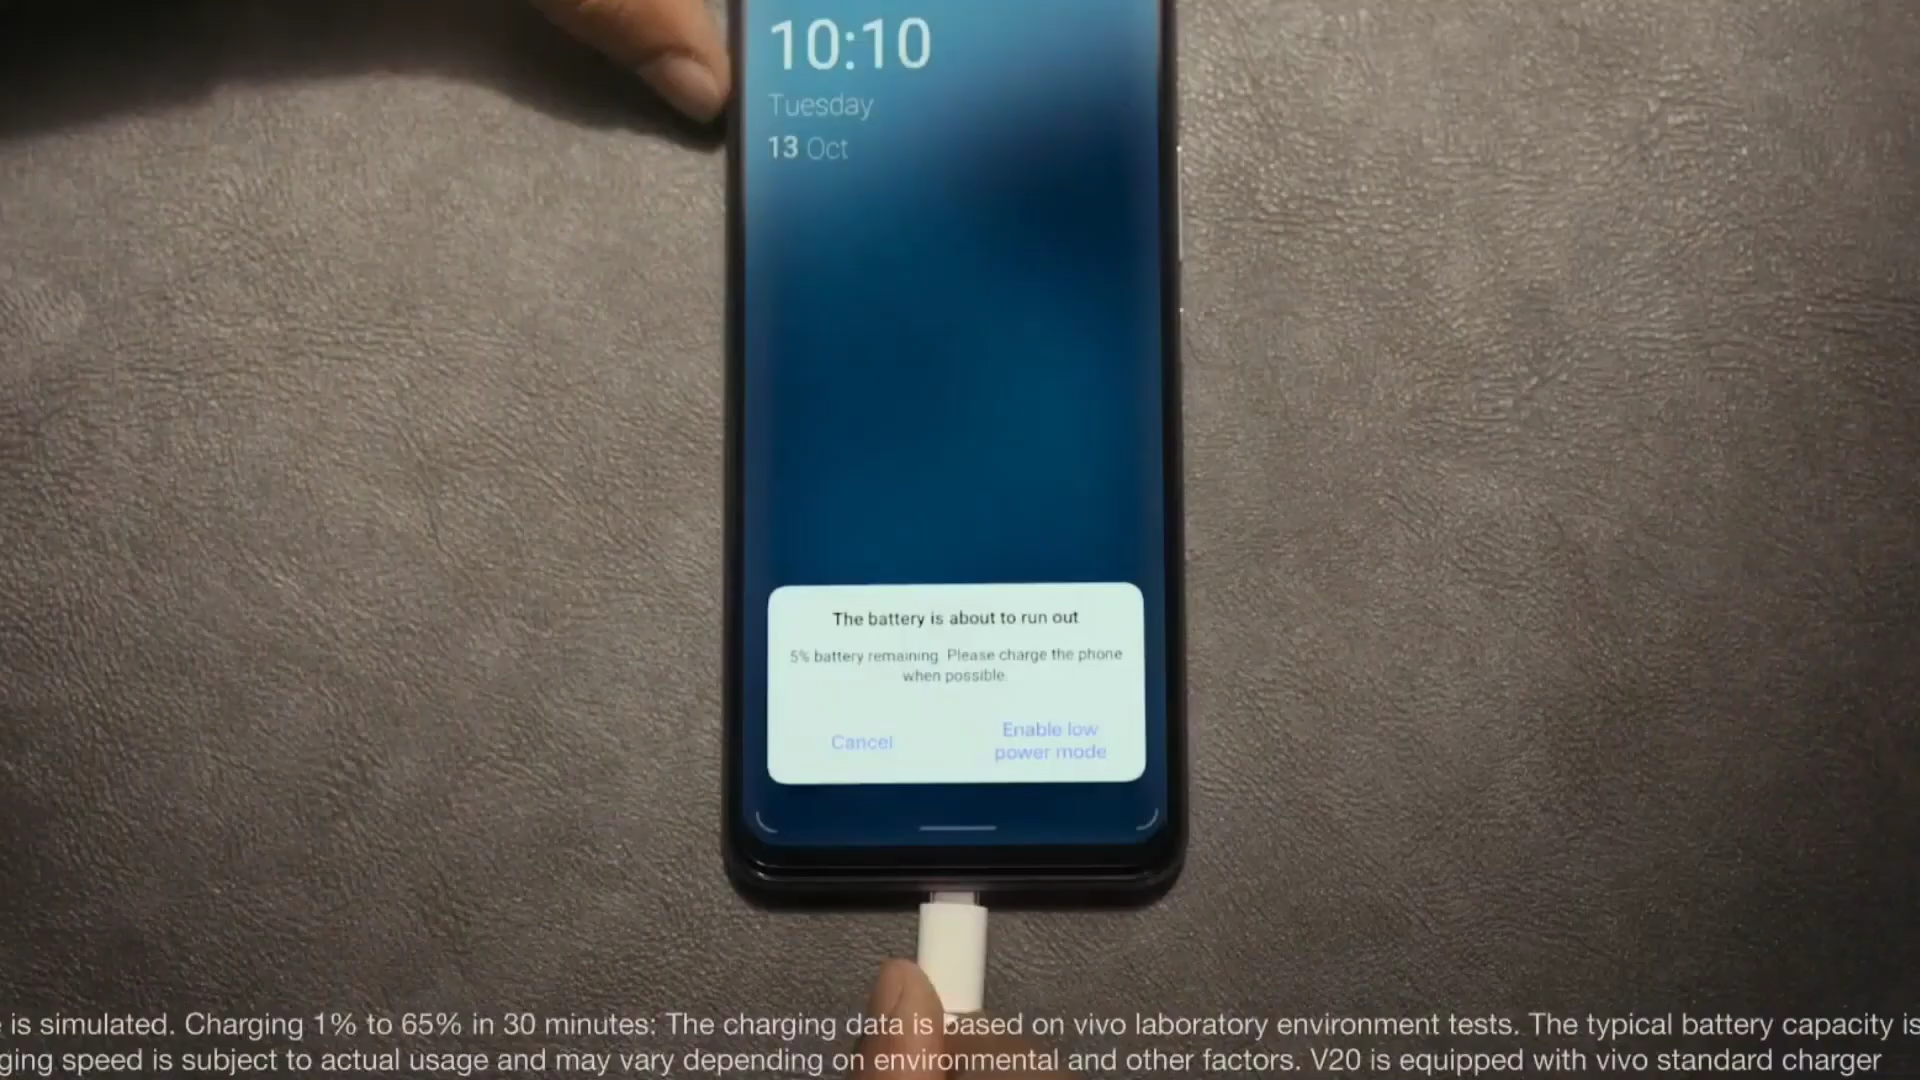 10:10
Tuesday
13 Oct
The battery is about to run out
5% battery remaining. Please charge the phone
when possible.
Cancel
Enable low
power mode
is simulated. Charging 1% to 65% in 30 minutes: The charging data is based on vivo laboratory environment tests. The typical battery capacity is
speed is subject to actual usage and may vary depending on environmental and other factors. V20 is equipped with vivo standard charger